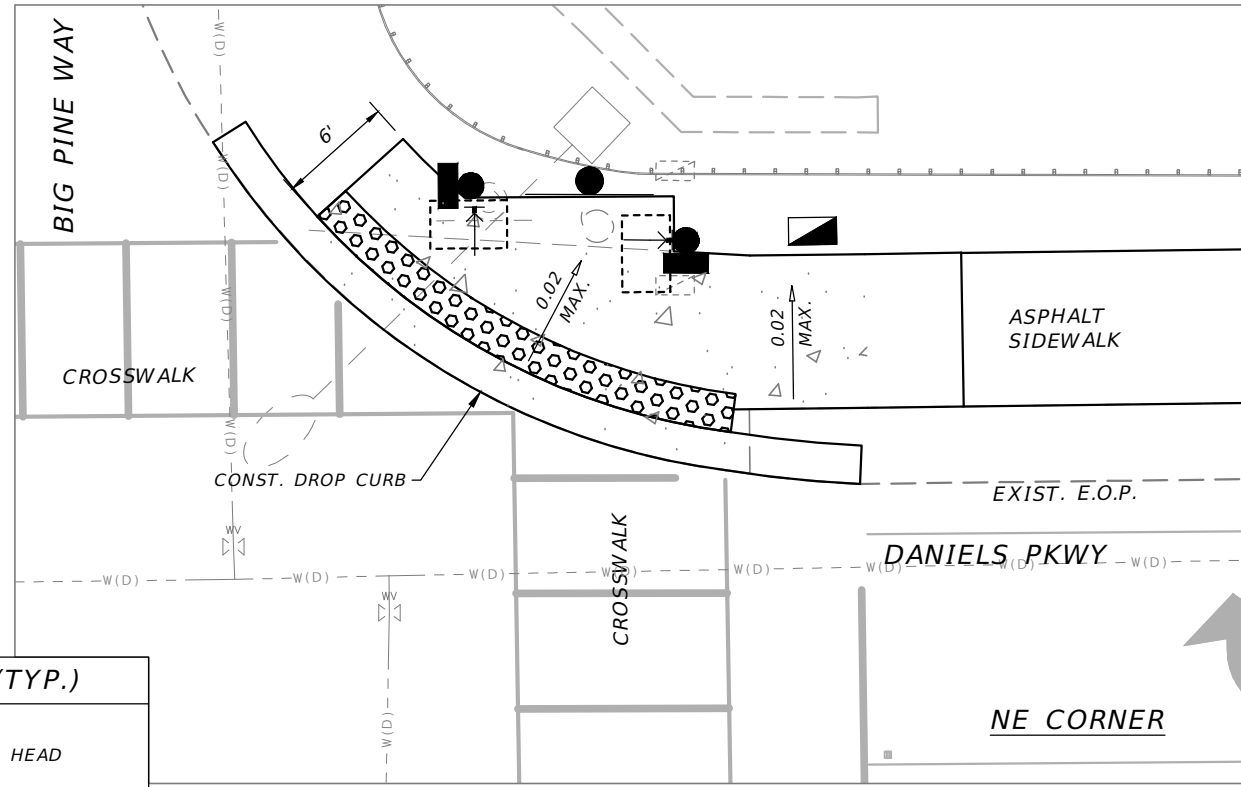 BIG PINE WAY
W(D)
6'
W(D)
W(D)
0.02
MAX.
0.02
MAX.
ASPHALT
SIDEWALK
CROSSWALK
W(D)
CONST. DROP CURB
EXIST. E.O.P.
WV
CROSSWALK
DANIELS PKWY
W(D)
W(D)
W(D)
W(D)
W(D)
W(D)
W(D)
W(D)
WV
(TYP.)
HEAD
W(D)
NE CORNER